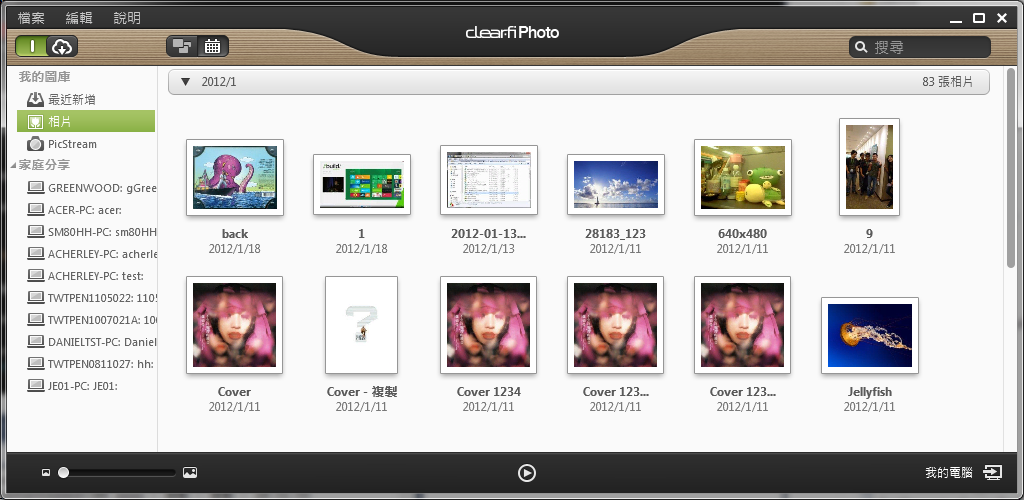 檔案 編輯 說明
clear.fi Photo
搜尋
我的圖庫
最近新增
相片
PicStream
家庭分享
GREENWOOD: gGree
ACER-PC: acer:
SM80HH-PC: sm80HH
ACHERLEY-PC: acherle
ACHERLEY-PC: test:
TWTPEN1105022: 1105
TWTPEN1007021A: 100
DANIELTST-PC: Daniel
TWTPEN0811027: hh:
JE01-PC: JE01:
2012/1 83 張相片
back 1 2012-01-13... 28183_123 640x480 9
2012/1/18 2012/1/18 2012/1/13 2012/1/11 2012/1/11 2012/1/11
Cover Cover - 複製 Cover 1234 Cover 123... Cover 123... Jellyfish
2012/1/11 2012/1/11 2012/1/11 2012/1/11 2012/1/11 2012/1/11
我的電腦